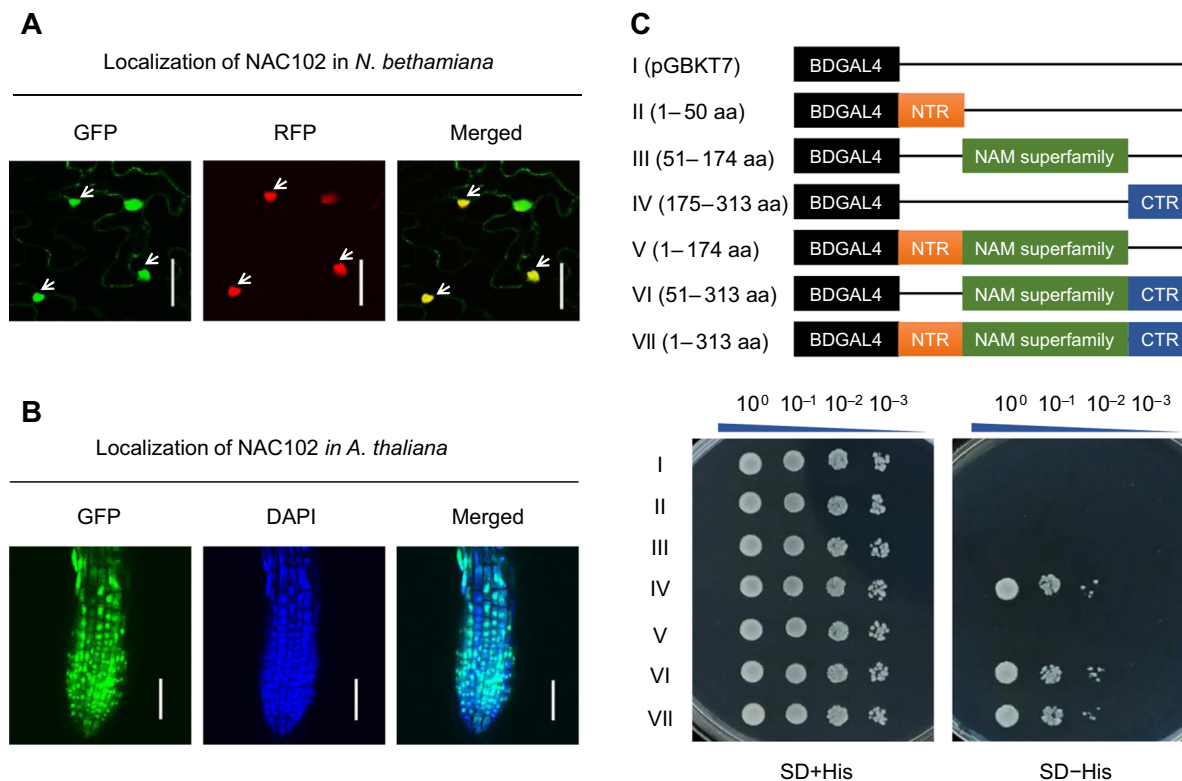 A
Localization of NAC102 in N. bethamiana
GFP RFP Merged
B
Localization of NAC102 in A. thaliana
GFP DAPI Merged
C
I (pGBKT7) BDGAL4
II (1–50 aa) BDGAL4 NTR
III (51–174 aa) BDGAL4 NAM superfamily
IV (175–313 aa) BDGAL4 CTR
V (1–174 aa) BDGAL4 NTR NAM superfamily
VI (51–313 aa) BDGAL4 NAM superfamily CTR
VII (1–313 aa) BDGAL4 NTR NAM superfamily CTR
10⁰ 10⁻¹ 10⁻² 10⁻³ 10⁰ 10⁻¹ 10⁻² 10⁻³
I
II
III
IV
V
VI
VII
SD+His SD–His